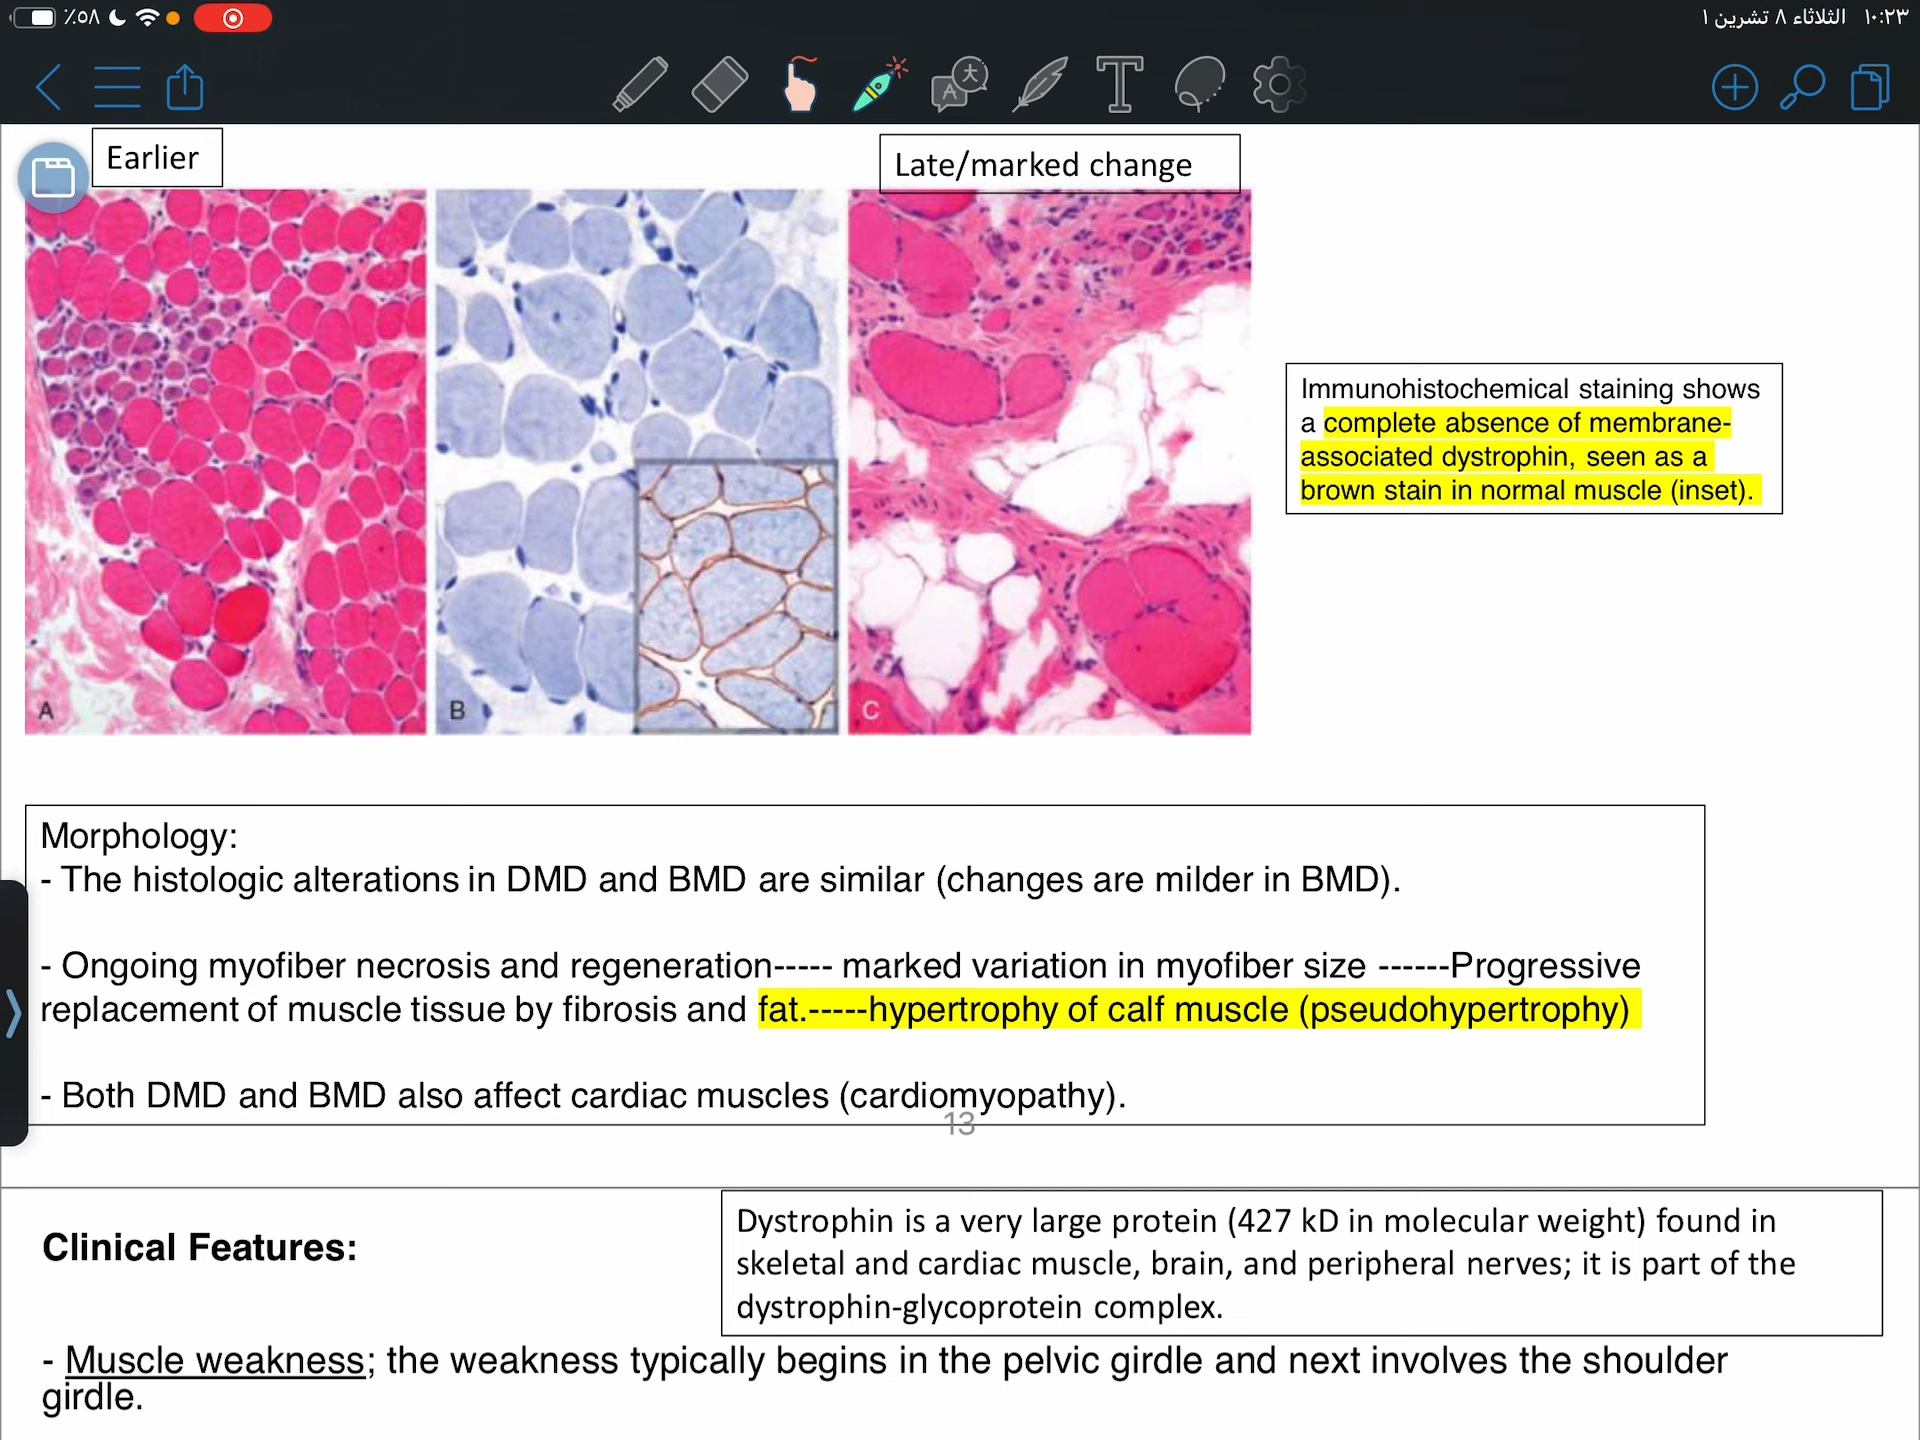 ٪٥٨
١٠:٢٣ الثلاثاء ٨ تشرين ١
Earlier
Late/marked change
A
B
C
Immunohistochemical staining shows
a complete absence of membrane-
associated dystrophin, seen as a
brown stain in normal muscle (inset).
Morphology:
- The histologic alterations in DMD and BMD are similar (changes are milder in BMD).
- Ongoing myofiber necrosis and regeneration----- marked variation in myofiber size ------Progressive
replacement of muscle tissue by fibrosis and fat.-----hypertrophy of calf muscle (pseudohypertrophy)
- Both DMD and BMD also affect cardiac muscles (cardiomyopathy).
13
Clinical Features:
Dystrophin is a very large protein (427 kD in molecular weight) found in
skeletal and cardiac muscle, brain, and peripheral nerves; it is part of the
dystrophin-glycoprotein complex.
- Muscle weakness; the weakness typically begins in the pelvic girdle and next involves the shoulder
girdle.